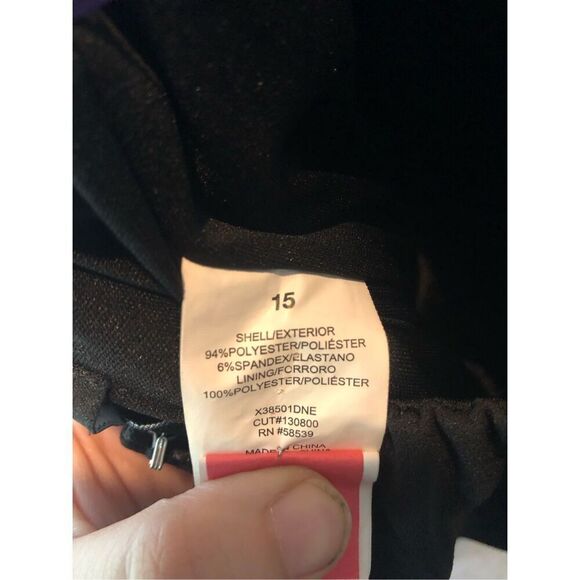 15
SHELL/EXTERIOR
94%POLYESTER/POLIÉSTER
6%SPANDEX/ELASTANO
LINING/FORRORO
100%POLYESTER/POLIÉSTER
X38501DNE
CUT#130800
RN #58539
MADE IN CHINA